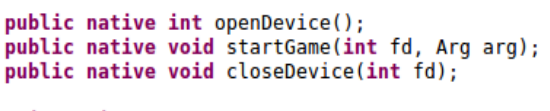 public native int openDevice();
public native void startGame(int fd, Arg arg);
public native void closeDevice(int fd);